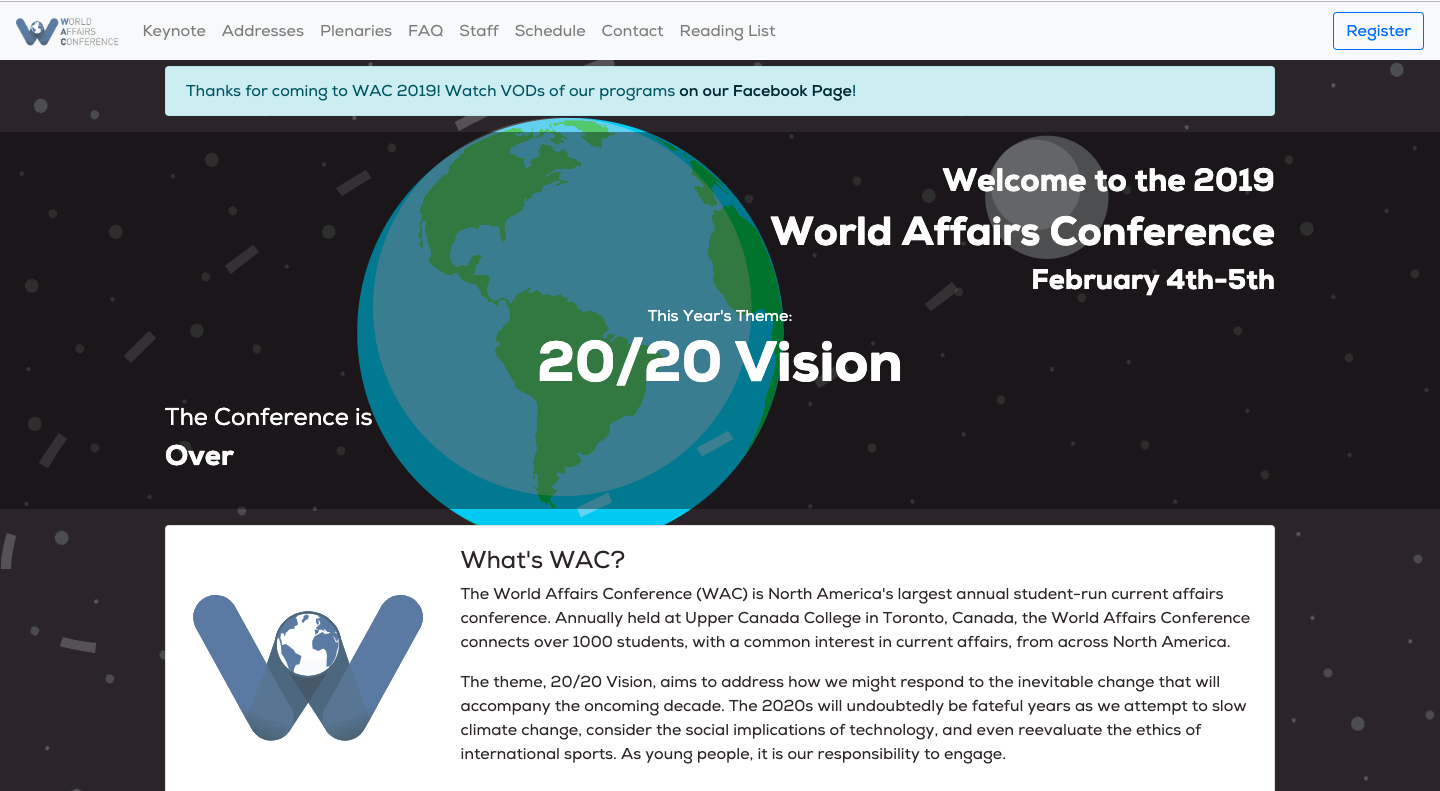 WORLD
AFFAIRS
CONFERENCE
Keynote Addresses Plenaries FAQ Staff Schedule Contact Reading List
Register
Thanks for coming to WAC 2019! Watch VODs of our programs on our Facebook Page!
Welcome to the 2019
World Affairs Conference
February 4th-5th
This Year's Theme:
20/20 Vision
The Conference is
Over
What's WAC?
The World Affairs Conference (WAC) is North America's largest annual student-run current affairs
conference. Annually held at Upper Canada College in Toronto, Canada, the World Affairs Conference
connects over 1000 students, with a common interest in current affairs, from across North America.
The theme, 20/20 Vision, aims to address how we might respond to the inevitable change that will
accompany the oncoming decade. The 2020s will undoubtedly be fateful years as we attempt to slow
climate change, consider the social implications of technology, and even reevaluate the ethics of
international sports. As young people, it is our responsibility to engage.